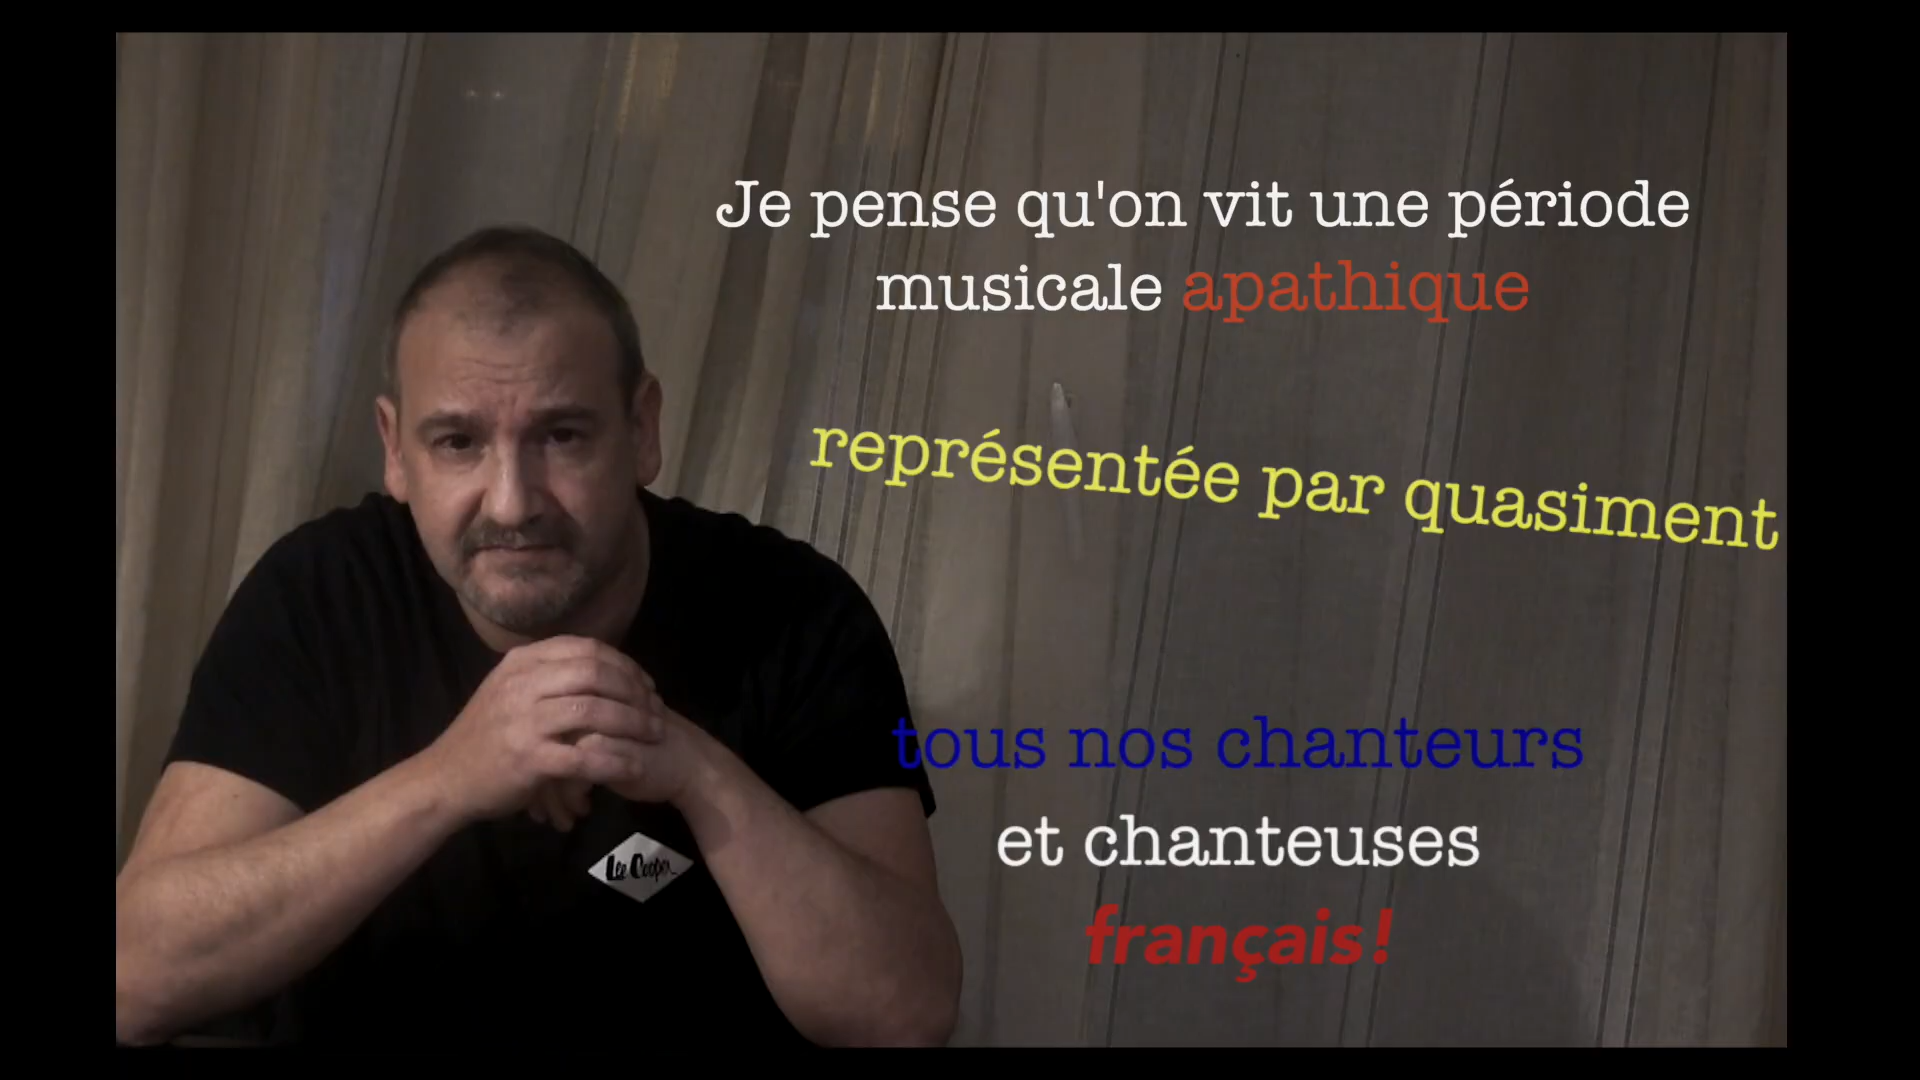 Je pense qu'on vit une période
musicale apathique
représentée par quasiment
tous nos chanteurs
et chanteuses
français!
Lee Cooper